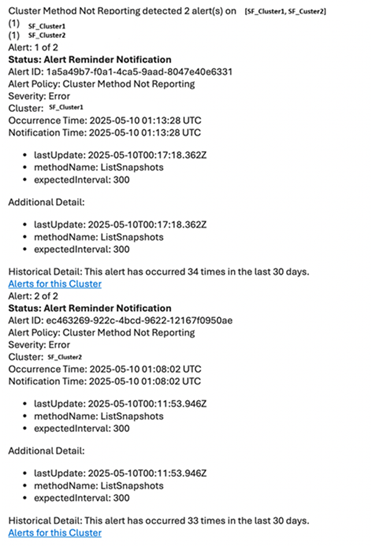 Cluster Method Not Reporting detected 2 alert(s) on [SF_Cluster1, SF_Custer2]
(1) SF_Cluster1
(1) SF_Cluster2
Alert: 1 of 2
Status: Alert Reminder Notification
Alert ID: 1a5a49b7-f0a1-4ca5-9aad-8047e40e6331
Alert Policy: Cluster Method Not Reporting
Severity: Error
Cluster: SF_Cluster1
Occurrence Time: 2025-05-10 01:13:28 UTC
Notification Time: 2025-05-10 01:13:28 UTC
• lastUpdate: 2025-05-10T00:17:18.362Z
• methodName: ListSnapshots
• expectedInterval: 300
Additional Detail:
• lastUpdate: 2025-05-10T00:17:18.362Z
• methodName: ListSnapshots
• expectedInterval: 300
Historical Detail: This alert has occurred 34 times in the last 30 days.
Alerts for this Cluster
Alert: 2 of 2
Status: Alert Reminder Notification
Alert ID: ec463269-922c-4bcd-9622-12167f0950ae
Alert Policy: Cluster Method Not Reporting
Severity: Error
Cluster: SF_Cluster2
Occurrence Time: 2025-05-10 01:08:02 UTC
Notification Time: 2025-05-10 01:08:02 UTC
• lastUpdate: 2025-05-10T00:11:53.946Z
• methodName: ListSnapshots
• expectedInterval: 300
Additional Detail:
• lastUpdate: 2025-05-10T00:11:53.946Z
• methodName: ListSnapshots
• expectedInterval: 300
Historical Detail: This alert has occurred 33 times in the last 30 days.
Alerts for this Cluster